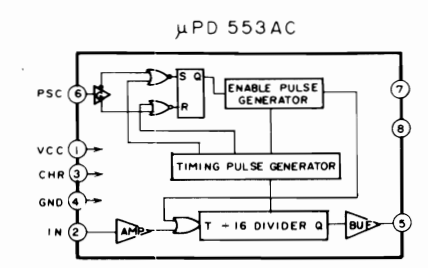 μPD 553AC
PSC 6
S Q
R
ENABLE PULSE
GENERATOR
7
8
VCC 1
CHR 3
GND 4
IN 2
TIMING PULSE GENERATOR
AMP
T ÷16 DIVIDER Q
BUF
5